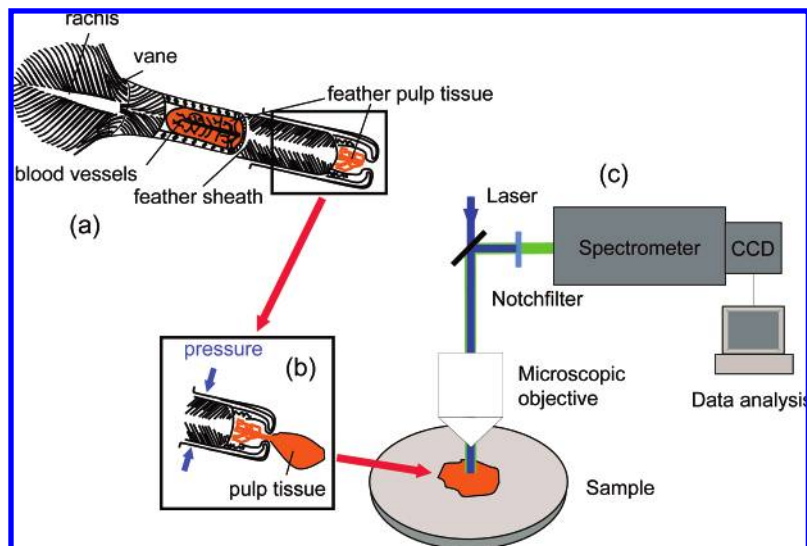 rachis
vane
feather pulp tissue
blood vessels
feather sheath
(a)
(c)
Laser
Spectrometer
CCD
Notchfilter
pressure
(b)
Microscopic
objective
Data analysis
pulp tissue
Sample